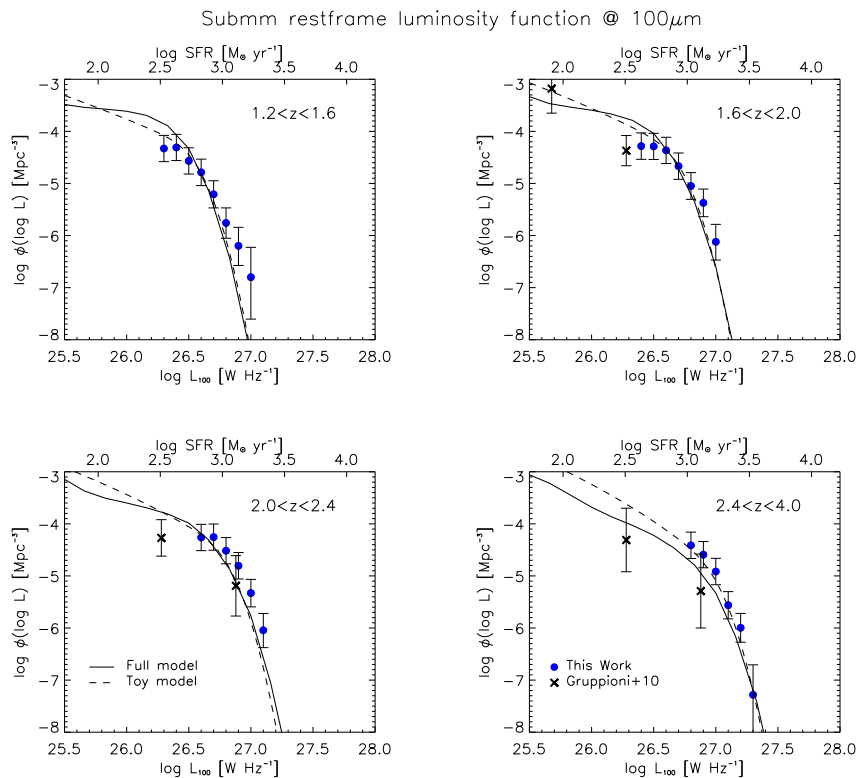 Submm restframe luminosity function @ 100μm
log SFR [M⊙ yr⁻¹]
2.0 2.5 3.0 3.5 4.0
1.2<z<1.6
log φ(log L) [Mpc⁻³]
-3
-4
-5
-6
-7
-8
25.5 26.0 26.5 27.0 27.5 28.0
log L₁₀₀ [W Hz⁻¹]
log SFR [M⊙ yr⁻¹]
2.0 2.5 3.0 3.5 4.0
1.6<z<2.0
log φ(log L) [Mpc⁻³]
-3
-4
-5
-6
-7
-8
25.5 26.0 26.5 27.0 27.5 28.0
log L₁₀₀ [W Hz⁻¹]
log SFR [M⊙ yr⁻¹]
2.0 2.5 3.0 3.5 4.0
2.0<z<2.4
log φ(log L) [Mpc⁻³]
-3
-4
-5
-6
-7
-8
Full model
Toy model
25.5 26.0 26.5 27.0 27.5 28.0
log L₁₀₀ [W Hz⁻¹]
log SFR [M⊙ yr⁻¹]
2.0 2.5 3.0 3.5 4.0
2.4<z<4.0
log φ(log L) [Mpc⁻³]
-3
-4
-5
-6
-7
-8
This Work
Gruppioni+10
25.5 26.0 26.5 27.0 27.5 28.0
log L₁₀₀ [W Hz⁻¹]